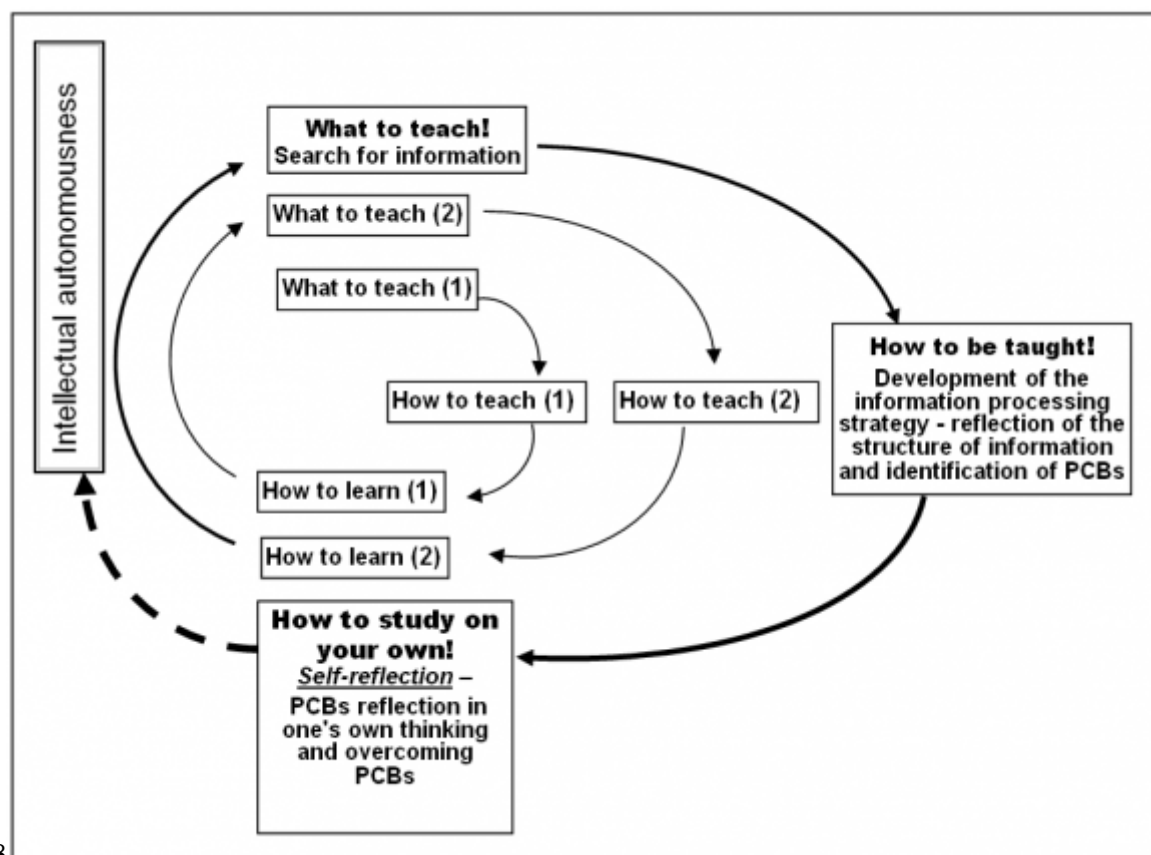 Intellectual autonomousness
What to teach!
Search for information
What to teach (2)
What to teach (1)
How to teach (1)
How to teach (2)
How to be taught!
Development of the
information processing
strategy - reflection of the
structure of information
and identification of PCBs
How to learn (1)
How to learn (2)
How to study on
your own!
Self-reflection –
PCBs reflection in
one's own thinking
and overcoming
PCBs